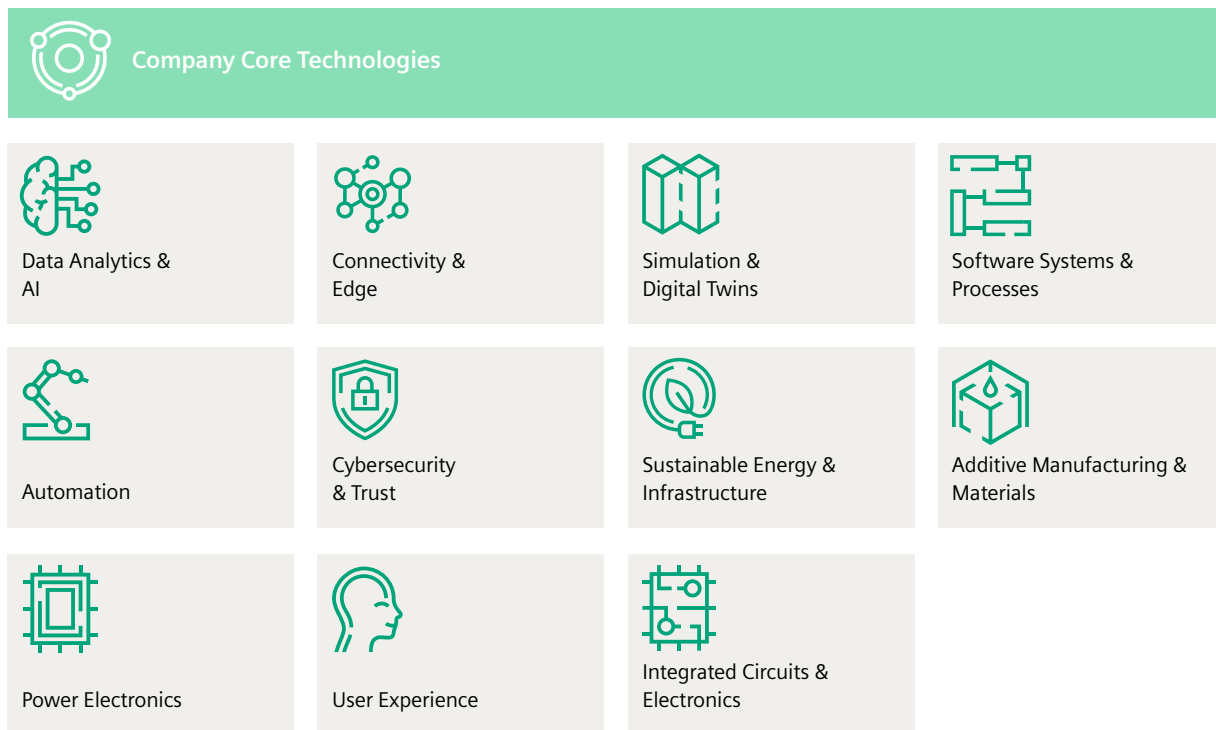 Company Core Technologies
Data Analytics &
AI
Connectivity &
Edge
Simulation &
Digital Twins
Software Systems &
Processes
Automation
Cybersecurity
& Trust
Sustainable Energy &
Infrastructure
Additive Manufacturing &
Materials
Power Electronics
User Experience
Integrated Circuits &
Electronics